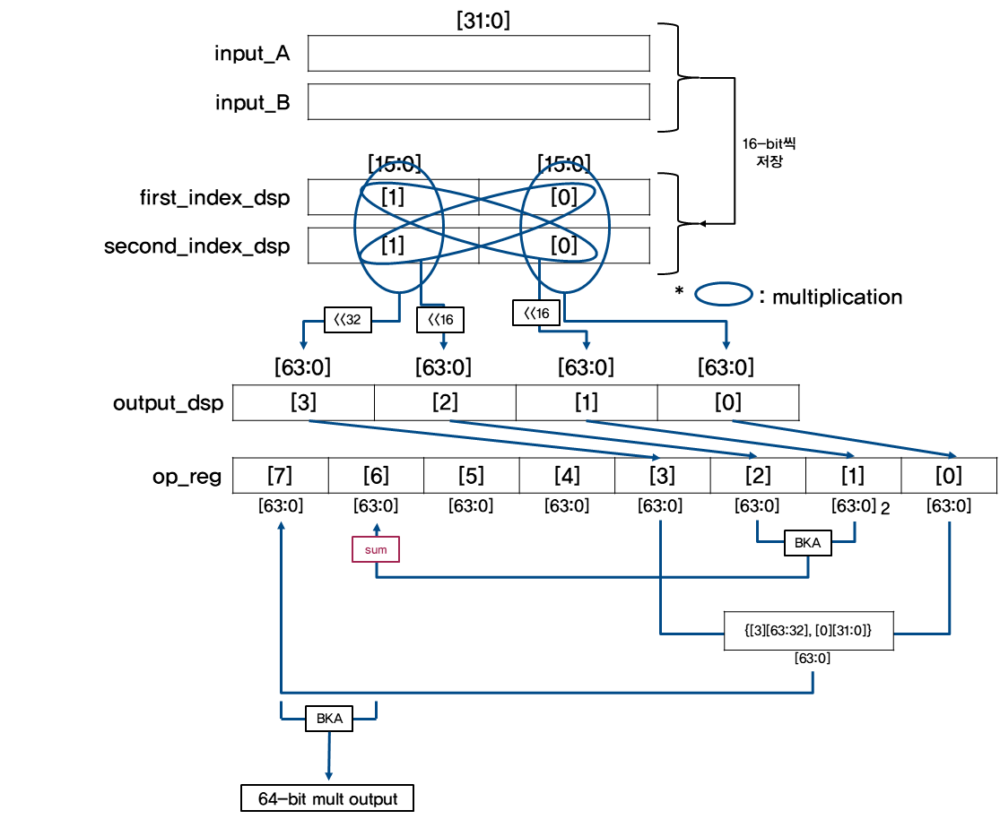 [31:0]
input_A
input_B
16-bit씩
저장
[15:0] [15:0]
first_index_dsp [1] [0]
second_index_dsp [1] [0]
* : multiplication
<<32 <<16 <<16
[63:0] [63:0] [63:0] [63:0]
output_dsp [3] [2] [1] [0]
op_reg [7] [6] [5] [4] [3] [2] [1] [0]
[63:0] [63:0] [63:0] [63:0] [63:0] [63:0] [63:0] 2 [63:0]
sum BKA
{[3][63:32], [0][31:0]}
[63:0]
BKA
64-bit mult output